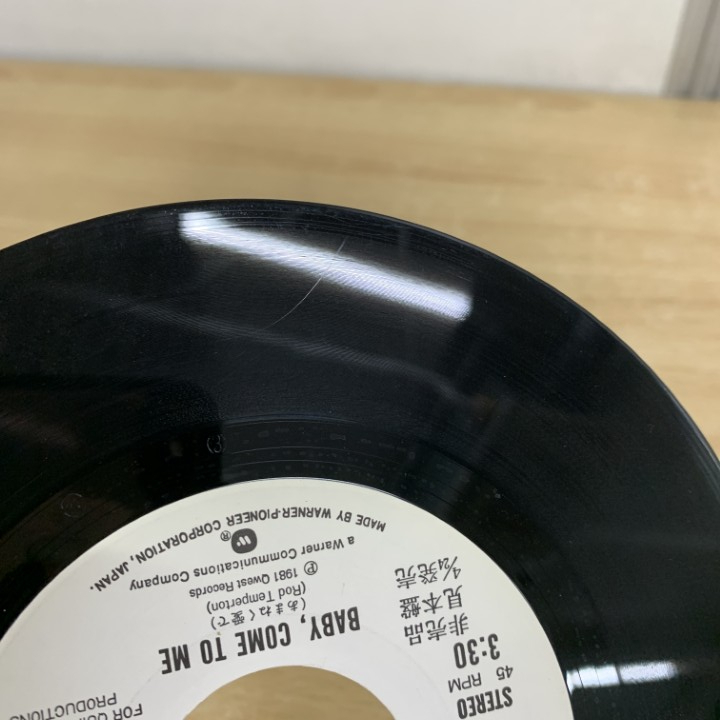 STEREO
45 RPM
3:30
非売品
見本盤
4/24発売
FOR
PRODUCTIONS
BABY, COME TO ME
(あまねく愛で)
(Rod Temperton)
Ⓟ 1981 Qwest Records
a Warner Communications Company
W®
MADE BY WARNER-PIONEER CORPORATION, JAPAN.